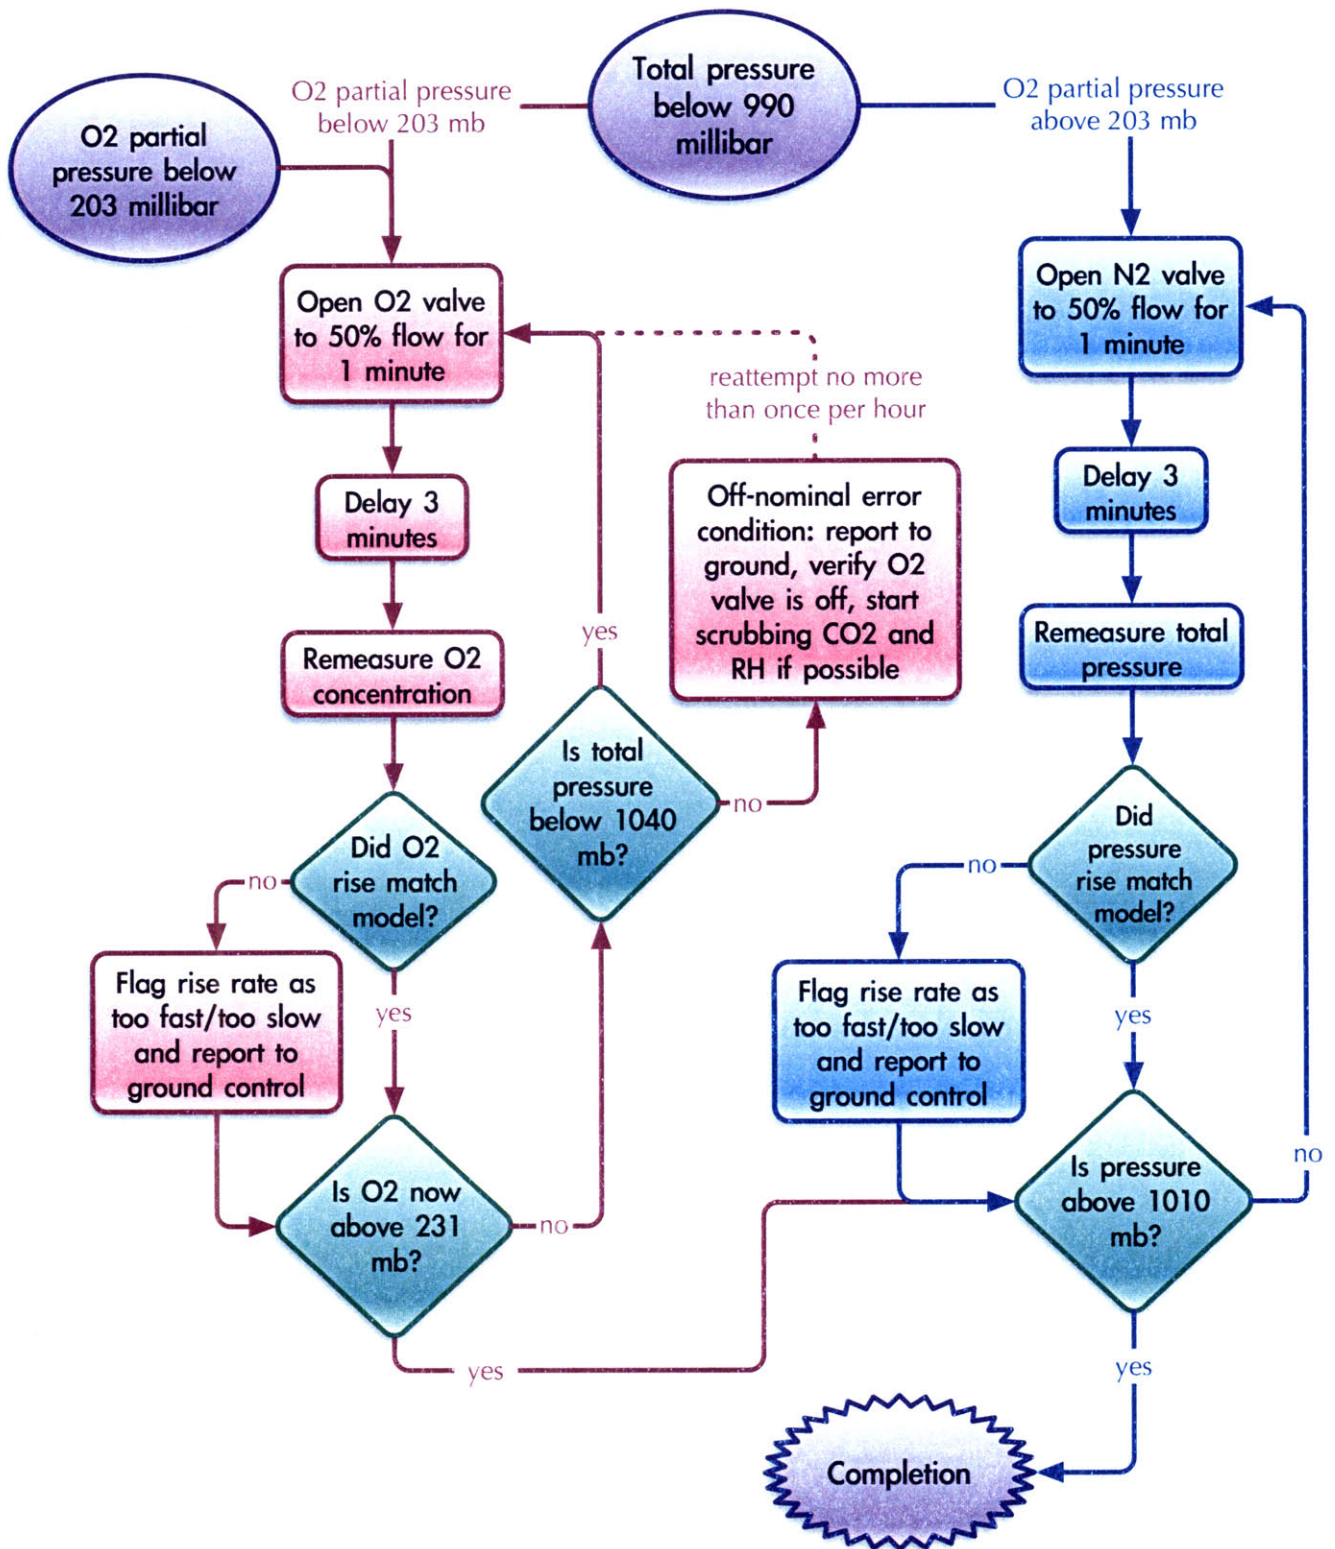 Total pressure
below 990
millibar
O2 partial pressure
below 203 mb
O2 partial pressure
above 203 mb
O2 partial
pressure below
203 millibar
Open O2 valve
to 50% flow for
1 minute
Delay 3
minutes
Remeasure O2
concentration
Did O2
rise match
model?
no
yes
Flag rise rate as
too fast/too slow
and report to
ground control
Is O2 now
above 231
mb?
no
yes
Is total
pressure
below 1040
mb?
yes
no
Off-nominal error
condition: report to
ground, verify O2
valve is off, start
scrubbing CO2 and
RH if possible
reattempt no more
than once per hour
Open N2 valve
to 50% flow for
1 minute
Delay 3
minutes
Remeasure total
pressure
Did
pressure
rise match
model?
no
yes
Flag rise rate as
too fast/too slow
and report to
ground control
Is pressure
above 1010
mb?
no
yes
Completion